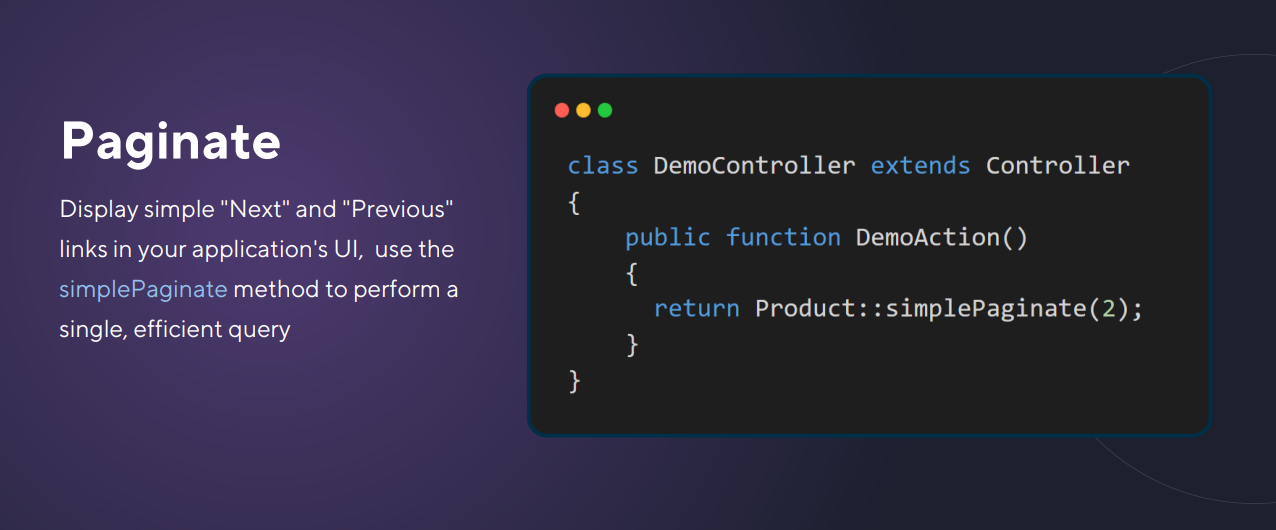 Paginate
Display simple "Next" and "Previous"
links in your application's UI,  use the
simplePaginate method to perform a
single, efficient query
class DemoController extends Controller
{
    public function DemoAction()
    {
      return Product::simplePaginate(2);
    }
}